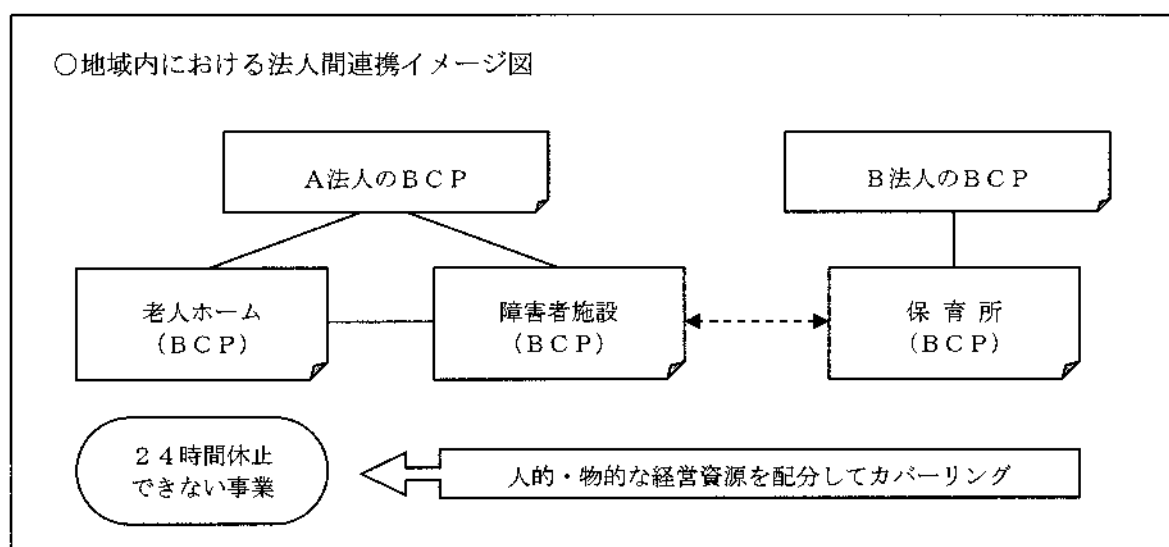 ○地域内における法人間連携イメージ図
A法人のBCP
B法人のBCP
老人ホーム
(BCP)
障害者施設
(BCP)
保 育 所
(BCP)
24時間休止
できない事業
人的・物的な経営資源を配分してカバーリング